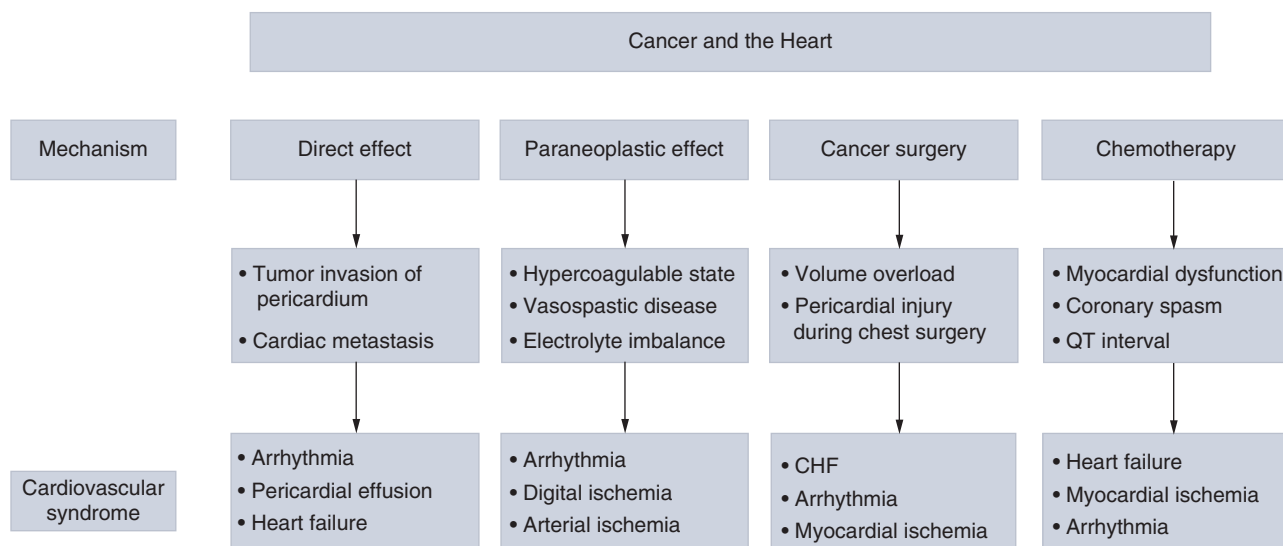 Cancer and the Heart
Mechanism
Direct effect
Paraneoplastic effect
Cancer surgery
Chemotherapy
• Tumor invasion of
pericardium
• Cardiac metastasis
• Hypercoagulable state
• Vasospastic disease
• Electrolyte imbalance
• Volume overload
• Pericardial injury
during chest surgery
• Myocardial dysfunction
• Coronary spasm
• QT interval
Cardiovascular
syndrome
• Arrhythmia
• Pericardial effusion
• Heart failure
• Arrhythmia
• Digital ischemia
• Arterial ischemia
• CHF
• Arrhythmia
• Myocardial ischemia
• Heart failure
• Myocardial ischemia
• Arrhythmia